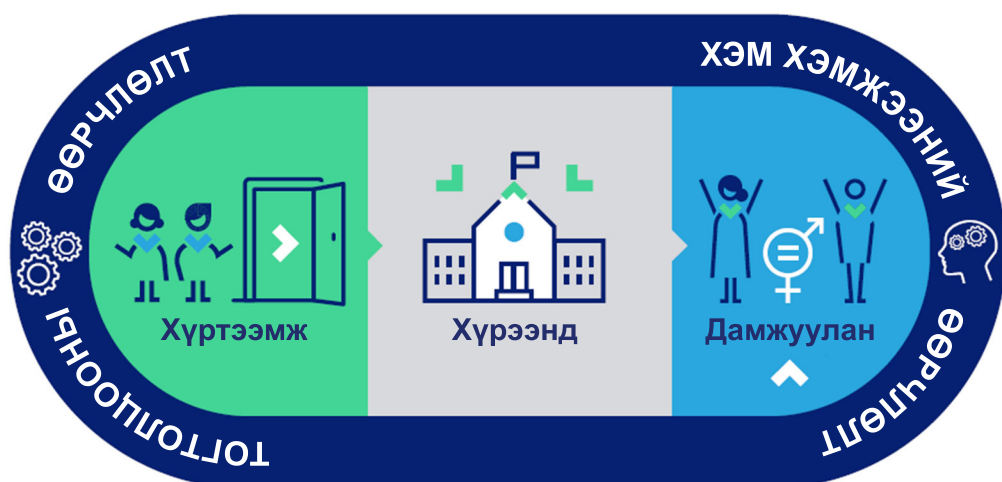 ТОГТОЛЦООНЫ ӨӨРЧЛӨЛТ
ХЭМ ХЭМЖЭЭНИЙ ӨӨРЧЛӨЛТ
Хүртээмж
Хүрээнд
Дамжуулан